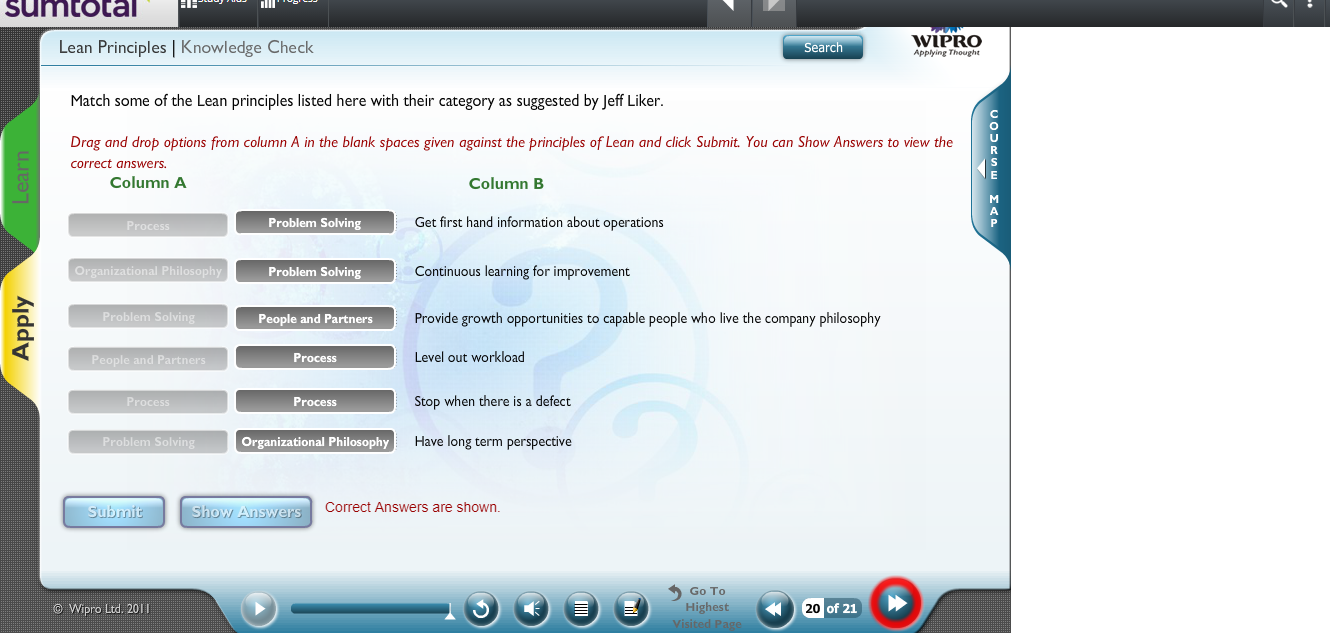 sumtotal
Study Aids
Progress
Lean Principles | Knowledge Check
Search
WIPRO
Applying Thought
Match some of the Lean principles listed here with their category as suggested by Jeff Liker.
Drag and drop options from column A in the blank spaces given against the principles of Lean and click Submit. You can Show Answers to view the
correct answers.
Column A
Column B
Process
Problem Solving
Get first hand information about operations
Organizational Philosophy
Problem Solving
Continuous learning for improvement
Problem Solving
People and Partners
Provide growth opportunities to capable people who live the company philosophy
People and Partners
Process
Level out workload
Process
Process
Stop when there is a defect
Problem Solving
Organizational Philosophy
Have long term perspective
Submit
Show Answers
Correct Answers are shown.
Learn
Apply
COURSE MAP
© Wipro Ltd. 2011
Go To
Highest
Visited Page
20 of 21